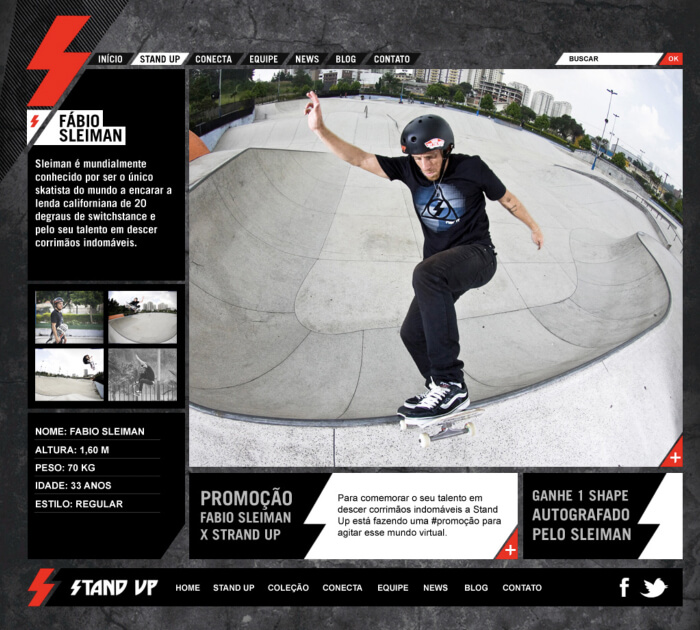 INÍCIO STAND UP CONECTA EQUIPE NEWS BLOG CONTATO
BUSCAR OK
FÁBIO
SLEIMAN
Sleiman é mundialmente
conhecido por ser o único
skatista do mundo a encarar a
lenda californiana de 20
degraus de switchstance e
pelo seu talento em descer
corrimãos indomáveis.
NOME: FABIO SLEIMAN
ALTURA: 1,60 M
PESO: 70 KG
IDADE: 33 ANOS
ESTILO: REGULAR
PROMOÇÃO
FABIO SLEIMAN
X STRAND UP
Para comemorar o seu talento em
descer corrimãos indomáveis a Stand
Up está fazendo uma #promoção para
agitar esse mundo virtual.
GANHE 1 SHAPE
AUTOGRAFADO
PELO SLEIMAN
STAND UP
HOME STAND UP COLEÇÃO CONECTA EQUIPE NEWS BLOG CONTATO